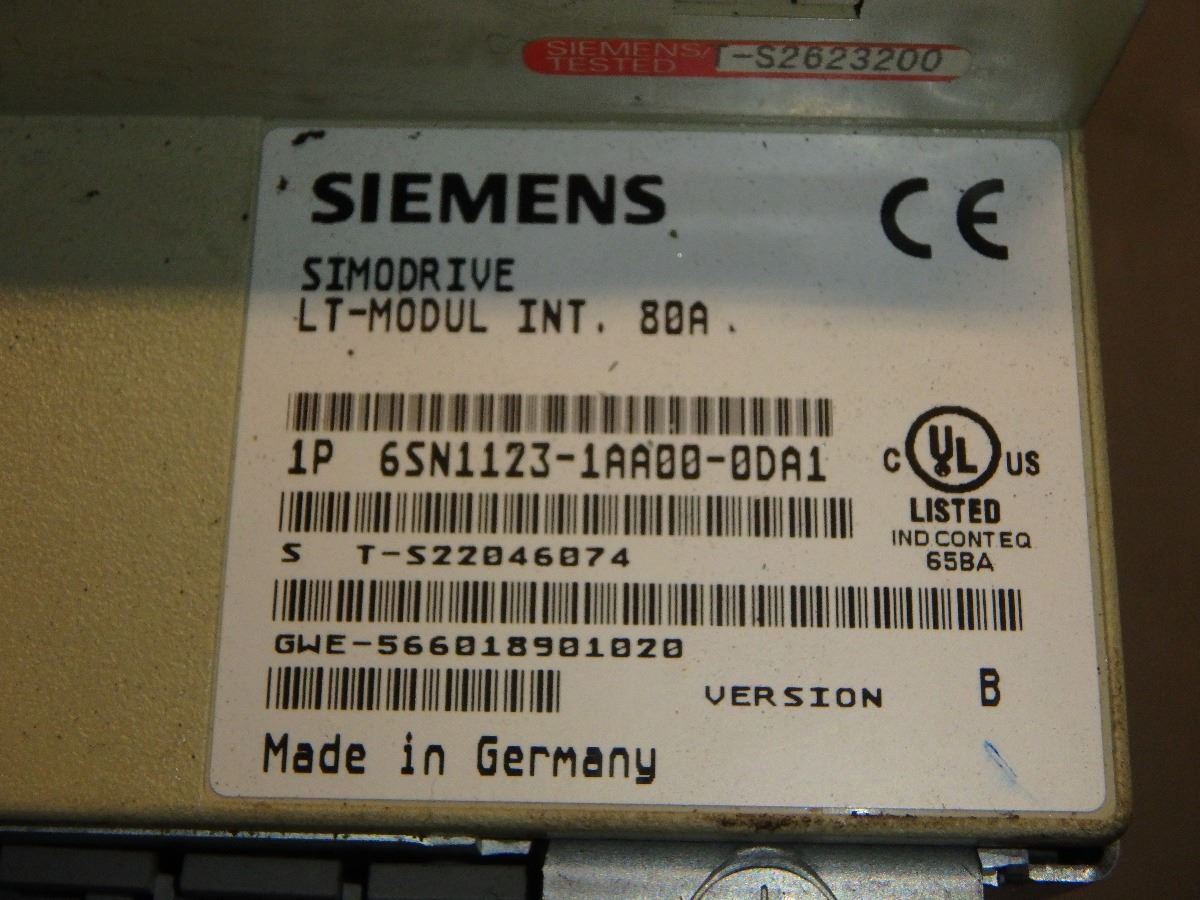 SIEMENS/
TESTED
T-S2623200
SIEMENS
CE
SIMODRIVE
LT-MODUL INT. 80A.
1P 6SN1123-1AA00-0DA1
C UL US
LISTED
IND.CONT.EQ
65BA
S T-S22046074
GWE-566018901020
VERSION B
Made in Germany